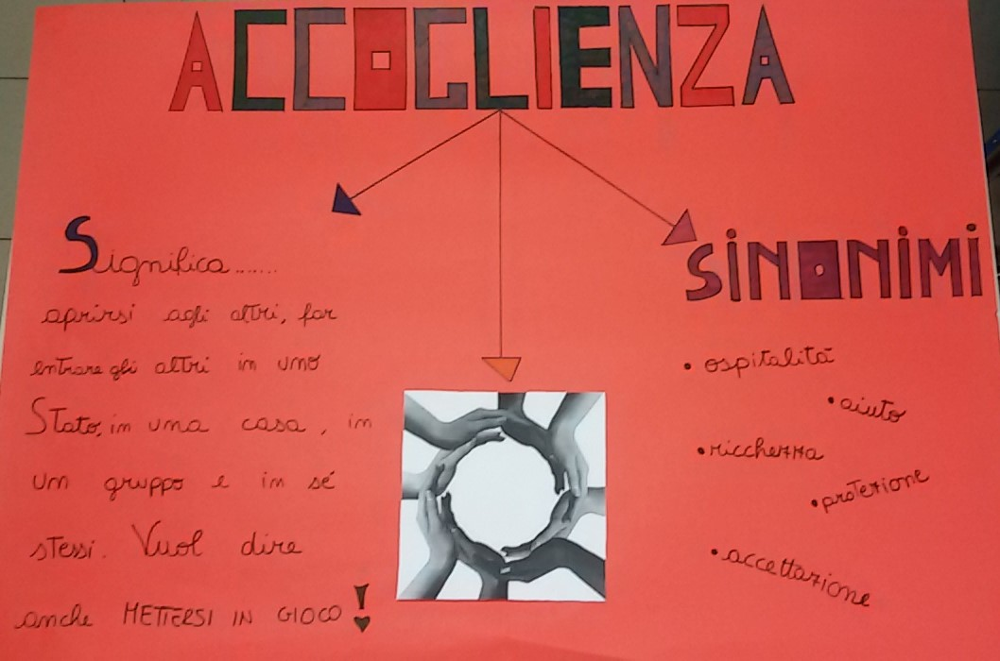 ACCOGLIENZA
Significa.......
aprirsi agli altri, far
entrare gli altri in uno
Stato, in una casa, in
un gruppo e in sé
stessi. Vuol dire
anche METTERSI IN GIOCO!
SINONIMI
• ospitalità
• aiuto
• ricchezza
• protezione
• accettazione